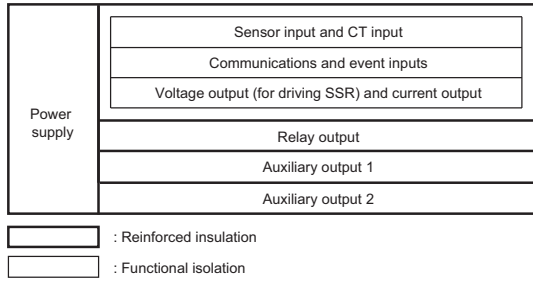 Sensor input and CT input
Communications and event inputs
Voltage output (for driving SSR) and current output
Power
supply
Relay output
Auxiliary output 1
Auxiliary output 2
: Reinforced insulation
: Functional isolation